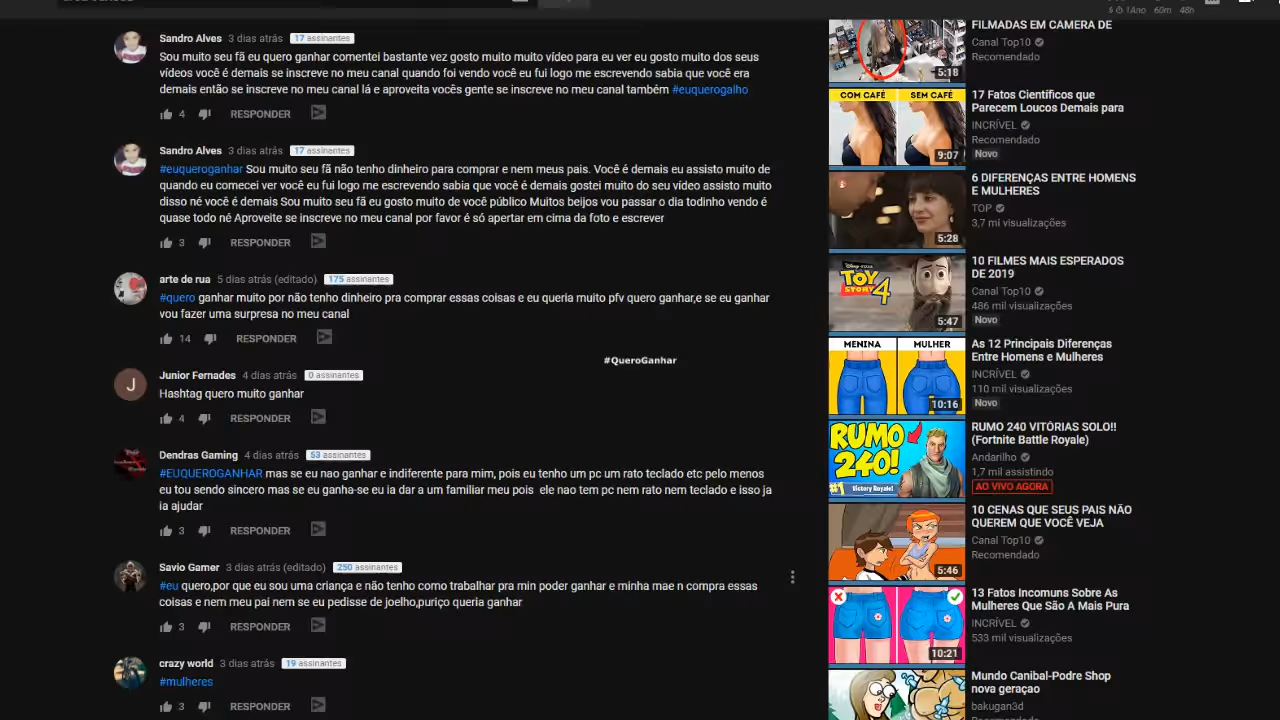 1Ano 60m 48h
Sandro Alves 3 dias atrás 17 assinantes
Sou muito seu fã eu quero ganhar comentei bastante vez gosto muito muito vídeo para eu ver eu gosto muito dos seus
vídeos você é demais se inscreve no meu canal quando foi vendo você eu fui logo me escrevendo sabia que você era
demais então se inscreve no meu canal lá e aproveita vocês gente se inscreve no meu canal também #euquerogalho
4 RESPONDER
Sandro Alves 3 dias atrás 17 assinantes
#euqueroganhar Sou muito seu fã não tenho dinheiro para comprar e nem meus pais. Você é demais eu assisto muito de
quando eu comecei ver você eu fui logo me escrevendo sabia que você é demais gostei muito do seu vídeo assisto muito
disso né você é demais Sou muito seu fã eu gosto muito de você público Muitos beijos vou passar o dia todinho vendo é
quase todo né Aproveite se inscreve no meu canal por favor é só apertar em cima da foto e escrever
3 RESPONDER
arte de rua 5 dias atrás (editado) 175 assinantes
#quero ganhar muito por não tenho dinheiro pra comprar essas coisas e eu queria muito pfv quero ganhar,e se eu ganhar
vou fazer uma surpresa no meu canal
14 RESPONDER
#QueroGanhar
Junior Fernades 4 dias atrás 0 assinantes
Hashtag quero muito ganhar
4 RESPONDER
Dendras Gaming 4 dias atrás 53 assinantes
#EUQUEROGANHAR mas se eu nao ganhar e indiferente para mim, pois eu tenho um pc um rato teclado etc pelo menos
eu tou sendo sincero mas se eu ganha-se eu ia dar a um familiar meu pois ele nao tem pc nem rato nem teclado e isso ja
ia ajudar
3 RESPONDER
Savio Gamer 3 dias atrás (editado) 250 assinantes
#eu quero por que eu sou uma criança e não tenho como trabalhar pra min poder ganhar e minha mae n compra essas
coisas e nem meu pai nem se eu pedisse de joelho,puriço queria ganhar
3 RESPONDER
crazy world 3 dias atrás 19 assinantes
#mulheres
3 RESPONDER
FILMADAS EM CAMERA DE
Canal Top10
Recomendado
5:18
COM CAFÉ SEM CAFÉ
9:07
17 Fatos Científicos que
Parecem Loucos Demais para
INCRÍVEL
Recomendado
Novo
5:28
6 DIFERENÇAS ENTRE HOMENS
E MULHERES
TOP
3,7 mi visualizações
Disney PIXAR
TOY
STORY 4
5:47
10 FILMES MAIS ESPERADOS
DE 2019
Canal Top10
486 mil visualizações
Novo
MENINA MULHER
10:16
As 12 Principais Diferenças
Entre Homens e Mulheres
INCRÍVEL
110 mil visualizações
Novo
RUMO
240!
#1 Victory Royale!
RUMO 240 VITÓRIAS SOLO!!
(Fortnite Battle Royale)
Andarilho
1,7 mil assistindo
AO VIVO AGORA
5:46
10 CENAS QUE SEUS PAIS NÃO
QUEREM QUE VOCÊ VEJA
Canal Top10
Recomendado
10:21
13 Fatos Incomuns Sobre As
Mulheres Que São A Mais Pura
INCRÍVEL
533 mil visualizações
Mundo Canibal-Podre Shop
nova geraçao
bakugan3d
Recomendado